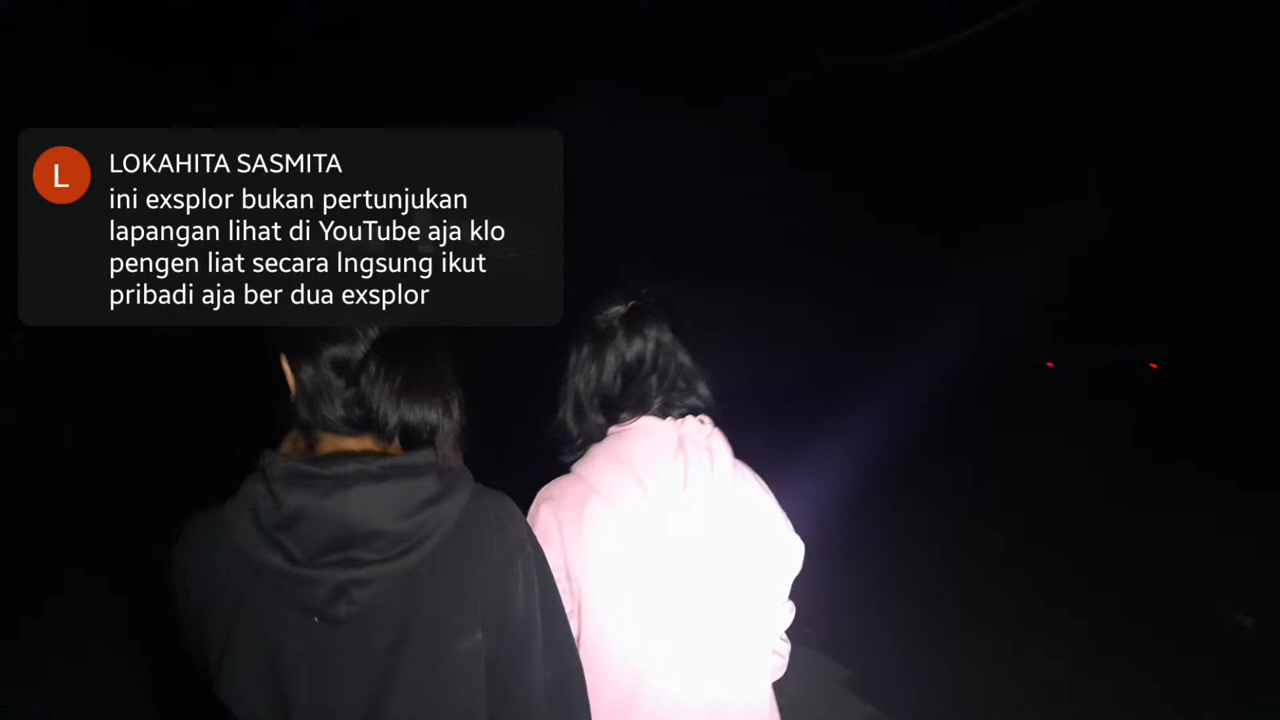 L
LOKAHITA SASMITA
ini exsplor bukan pertunjukan
lapangan lihat di YouTube aja klo
pengen liat secara lngsung ikut
pribadi aja ber dua exsplor